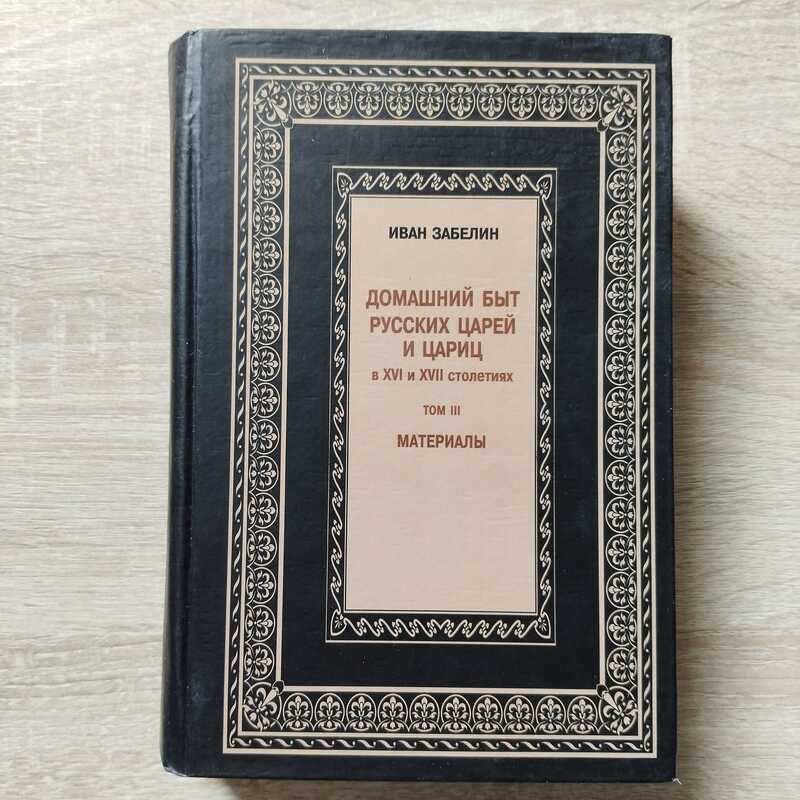 ИВАН ЗАБЕЛИН
ДОМАШНИЙ БЫТ
РУССКИХ ЦАРЕЙ
И ЦАРИЦ
в XVI и XVII столетиях
ТОМ III
МАТЕРИАЛЫ